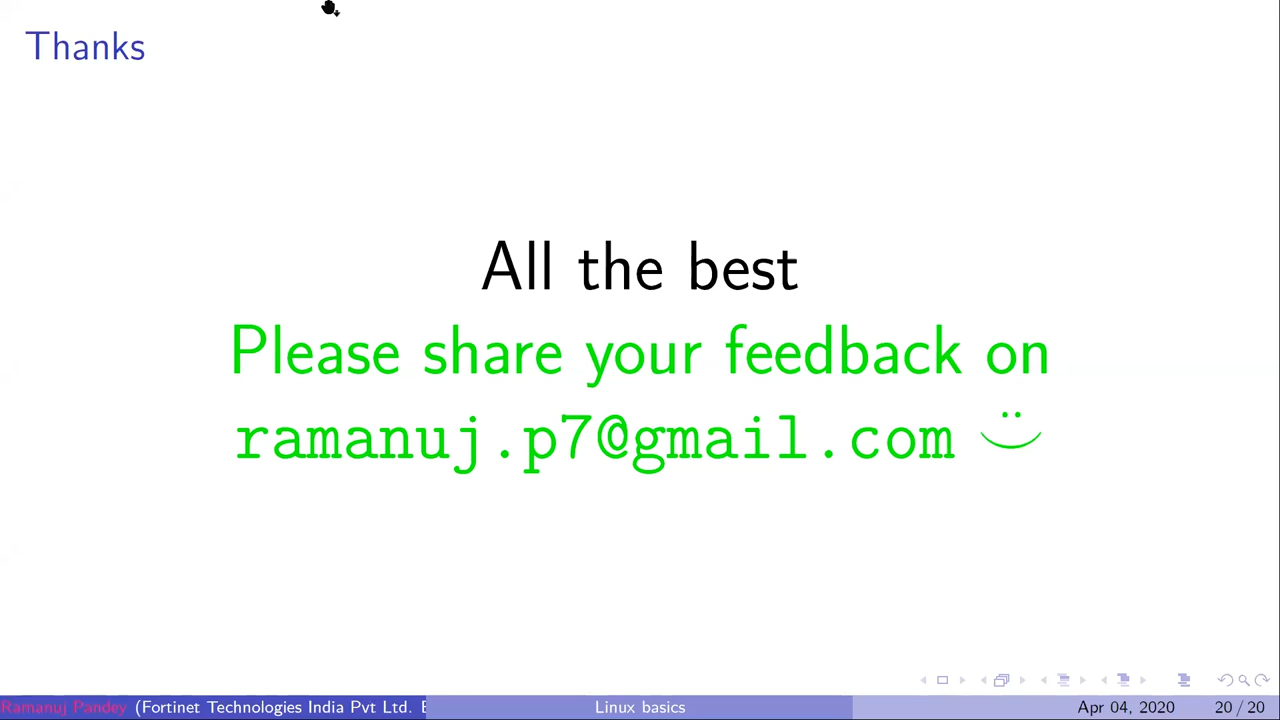 Thanks
All the best
Please share your feedback on
ramanuj.p7@gmail.com
Ramanuj Pandey (Fortinet Technologies India Pvt Ltd. Linux basics Apr 04, 2020 20 / 20